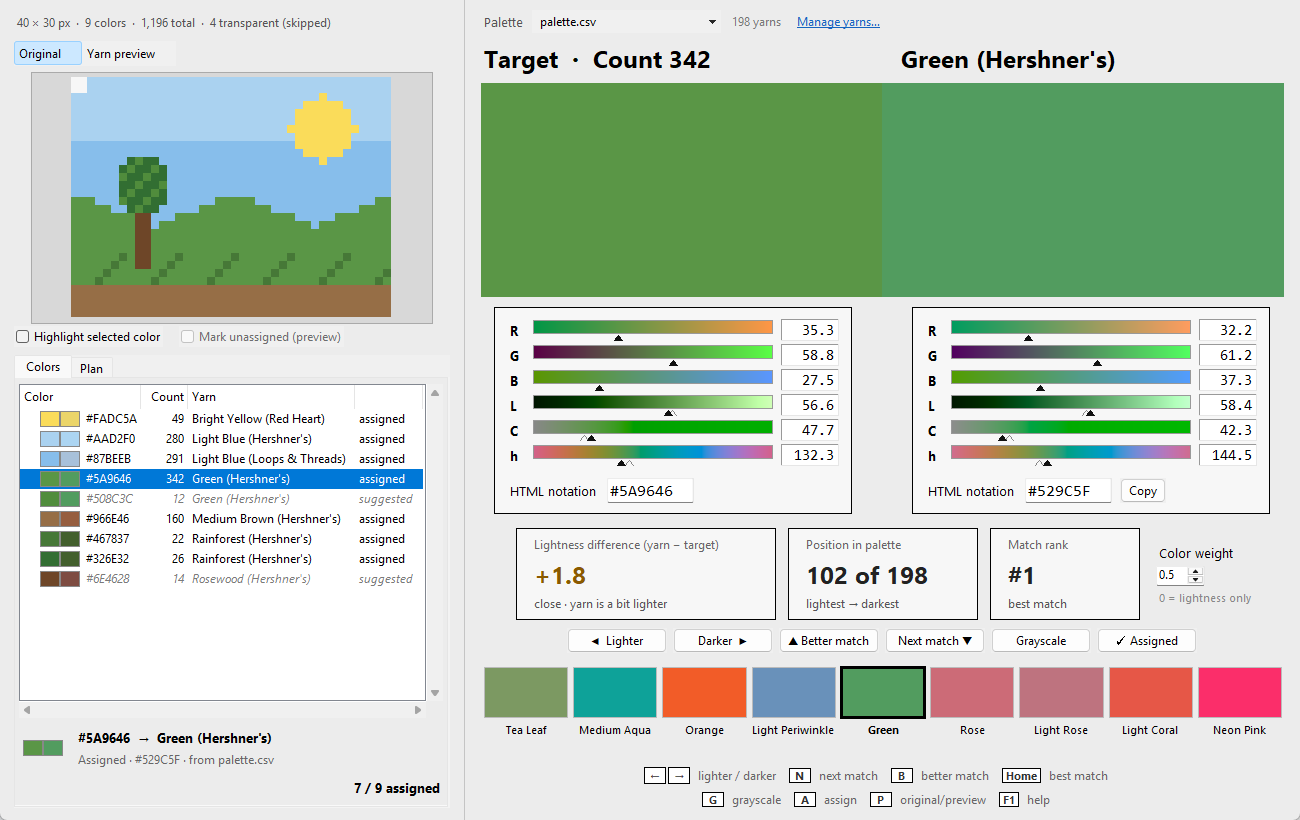 40 × 30 px · 9 colors · 1,196 total · 4 transparent (skipped)
Original Yarn preview
Highlight selected color Mark unassigned (preview)
Colors Plan
Color Count Yarn
#FADC5A 49 Bright Yellow (Red Heart) assigned
#AAD2F0 280 Light Blue (Hershner's) assigned
#87BEEB 291 Light Blue (Loops & Threads) assigned
#5A9646 342 Green (Hershner's) assigned
#508C3C 12 Green (Hershner's) suggested
#966E46 160 Medium Brown (Hershner's) assigned
#467837 22 Rainforest (Hershner's) assigned
#326E32 26 Rainforest (Hershner's) assigned
#6E4628 14 Rosewood (Hershner's) suggested
#5A9646 → Green (Hershner's)
Assigned · #529C5F · from palette.csv
7 / 9 assigned
Palette palette.csv 198 yarns Manage yarns...
Target · Count 342 Green (Hershner's)
R 35.3
G 58.8
B 27.5
L 56.6
C 47.7
h 132.3
HTML notation #5A9646
R 32.2
G 61.2
B 37.3
L 58.4
C 42.3
h 144.5
HTML notation #529C5F Copy
Lightness difference (yarn − target)
+1.8
close · yarn is a bit lighter
Position in palette
102 of 198
lightest → darkest
Match rank
#1
best match
Color weight
0.5
0 = lightness only
◄ Lighter Darker ► ▲ Better match Next match ▼ Grayscale ✓ Assigned
Tea Leaf Medium Aqua Orange Light Periwinkle Green Rose Light Rose Light Coral Neon Pink
← → lighter / darker N next match B better match Home best match
G grayscale A assign P original/preview F1 help